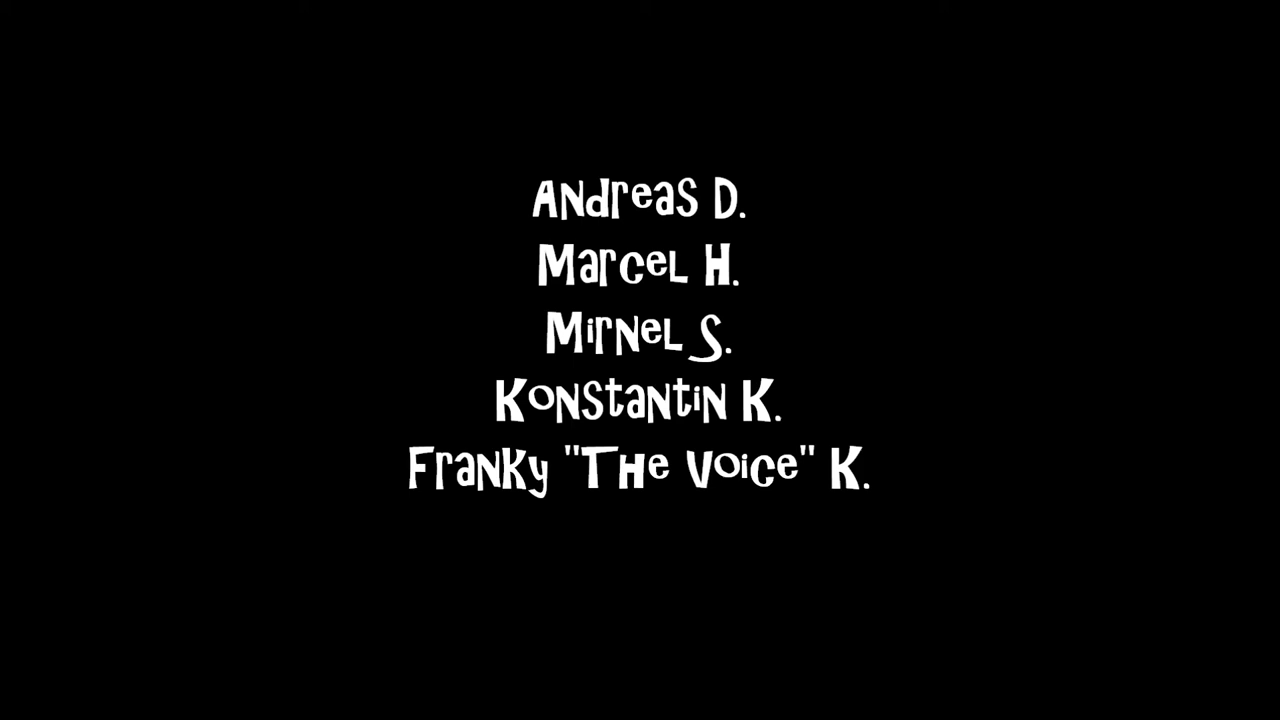 Andreas D.
Marcel H.
Mirnel S.
Konstantin K.
Franky "The Voice" K.